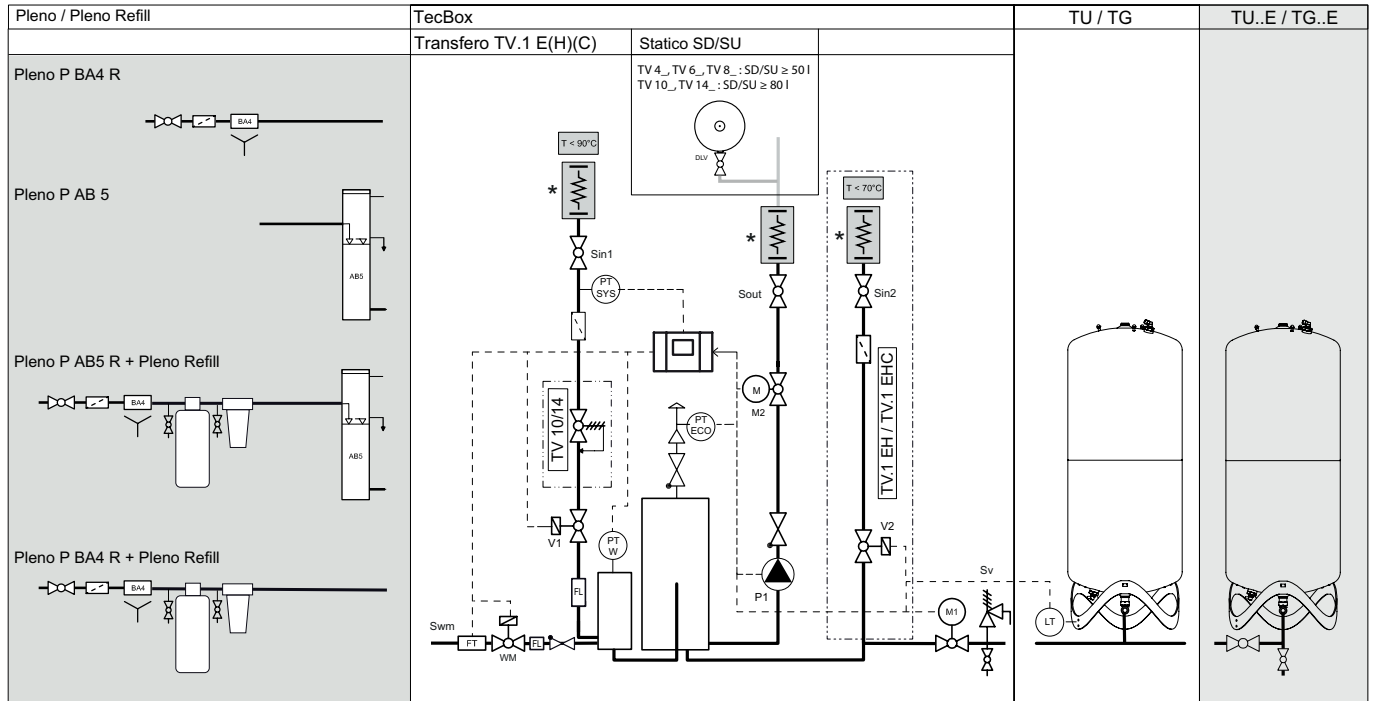 Pleno / Pleno Refill
TecBox
TU / TG
TU..E / TG..E
Transfero TV.1 E(H)(C)
Statico SD/SU
Pleno P BA4 R
BA4
Pleno P AB 5
AB5
Pleno P AB5 R + Pleno Refill
BA4
AB5
Pleno P BA4 R + Pleno Refill
BA4
TV 4_, TV 6_, TV 8_ : SD/SU ≥ 50 l
TV 10_, TV 14_ : SD/SU ≥ 80 l
DLV
T < 90°C
*
Sin1
PT
SYS
T < 70°C
*
*
Sout
Sin2
M
M2
PT
ECO
TV 10/14
TV.1 EH / TV.1 EHC
V1
PT
W
V2
FL
P1
Swm
FT
WM
FL
M1
Sv
LT